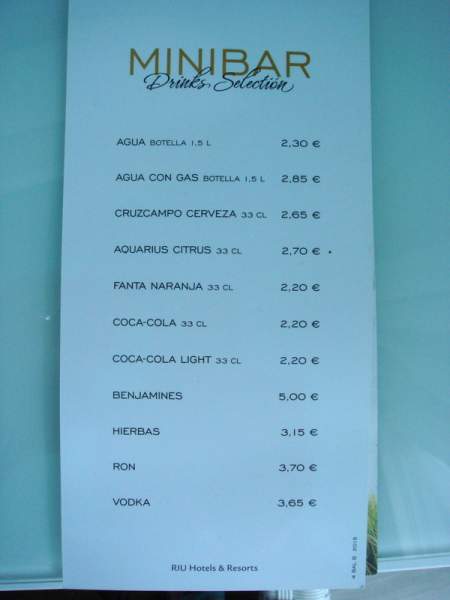 MINIBAR
Drinks Selection
AGUA BOTELLA 1,5 L 2,30 €
AGUA CON GAS BOTELLA 1,5 L 2,85 €
CRUZCAMPO CERVEZA 33 CL 2,65 €
AQUARIUS CITRUS 33 CL 2,70 €
FANTA NARANJA 33 CL 2,20 €
COCA-COLA 33 CL 2,20 €
COCA-COLA LIGHT 33 CL 2,20 €
BENJAMINES 5,00 €
HIERBAS 3,15 €
RON 3,70 €
VODKA 3,65 €
RIU Hotels & Resorts